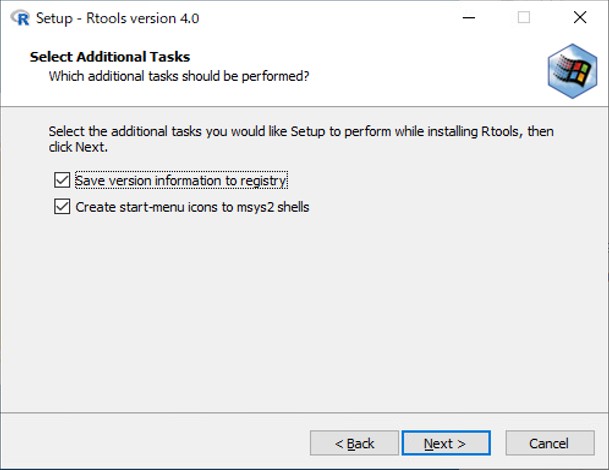 Setup - Rtools version 4.0
Select Additional Tasks
Which additional tasks should be performed?
Select the additional tasks you would like Setup to perform while installing Rtools, then
click Next.
Save version information to registry
Create start-menu icons to msys2 shells
< Back
Next >
Cancel